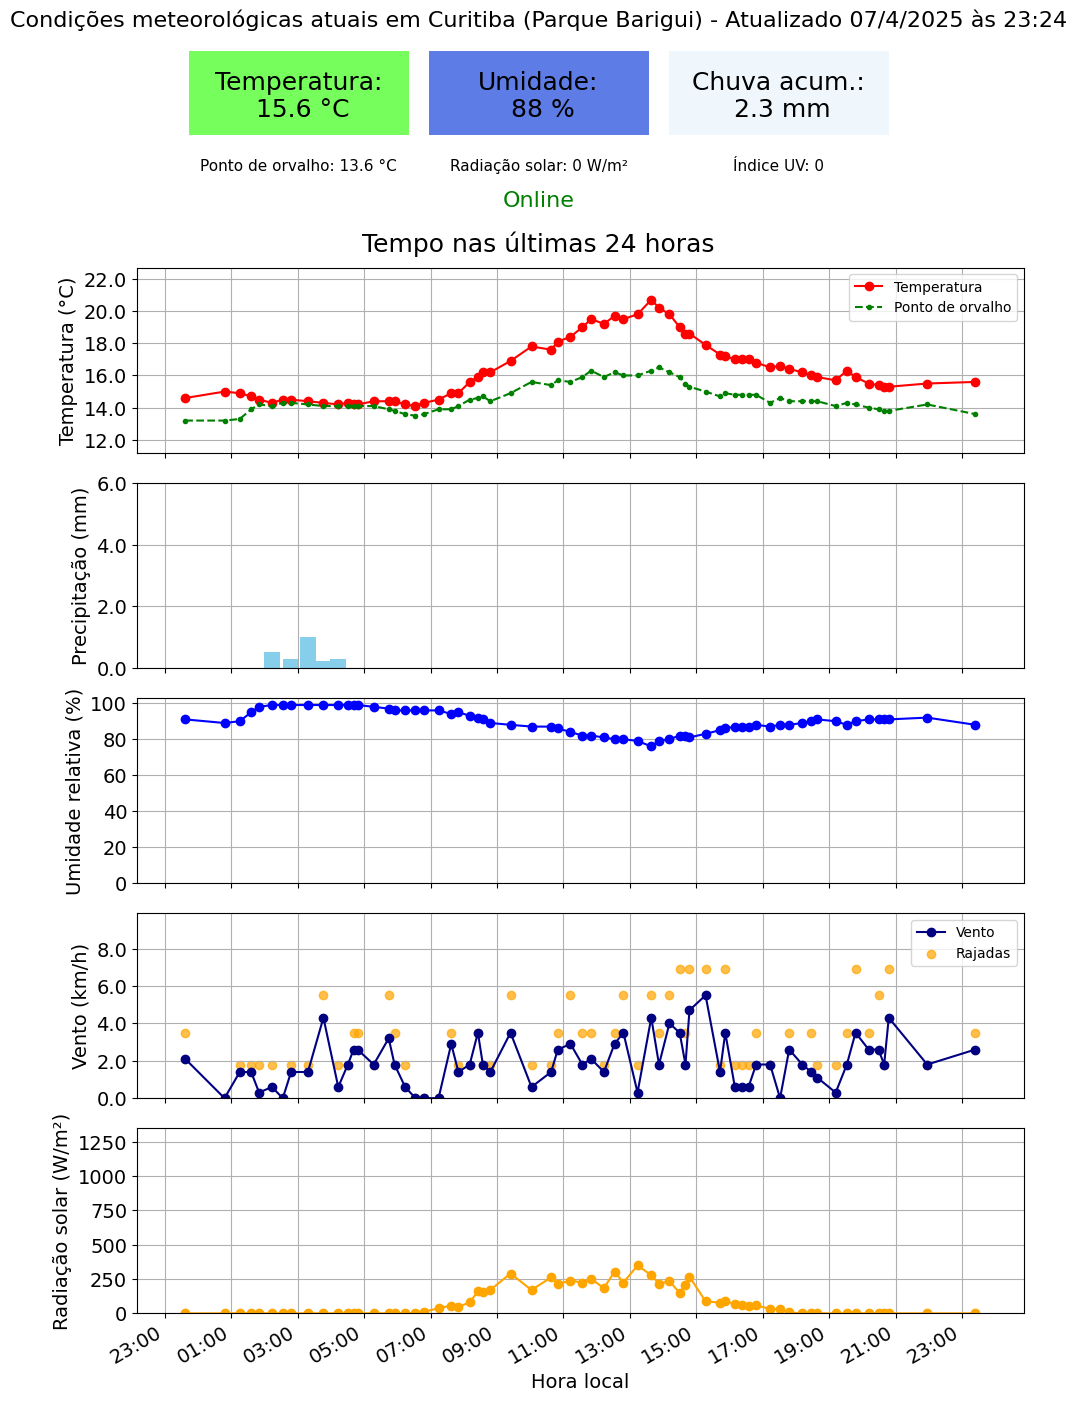 Condições meteorológicas atuais em Curitiba (Parque Barigui) - Atualizado 07/4/2025 às 23:24
Temperatura:
15.6 °C
Umidade:
88 %
Chuva acum.:
2.3 mm
Ponto de orvalho: 13.6 °C
Radiação solar: 0 W/m²
Índice UV: 0
Online
Tempo nas últimas 24 horas
Temperatura (°C)
22.0
20.0
18.0
16.0
14.0
12.0
Temperatura
Ponto de orvalho
Precipitação (mm)
6.0
4.0
2.0
0.0
Umidade relativa (%)
100
80
60
40
20
0
Vento (km/h)
8.0
6.0
4.0
2.0
0.0
Vento
Rajadas
Radiação solar (W/m²)
1250
1000
750
500
250
0
23:00 01:00 03:00 05:00 07:00 09:00 11:00 13:00 15:00 17:00 19:00 21:00 23:00
Hora local